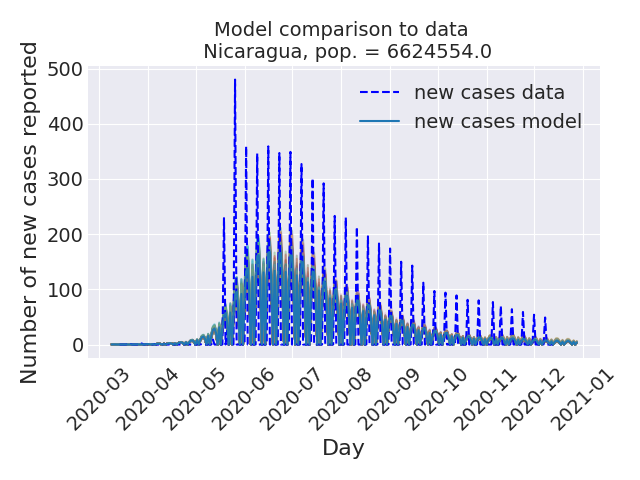 Model comparison to data
Nicaragua, pop. = 6624554.0
Number of new cases reported
500
400
300
200
100
0
new cases data
new cases model
2020-03
2020-04
2020-05
2020-06
2020-07
2020-08
2020-09
2020-10
2020-11
2020-12
2021-01
Day